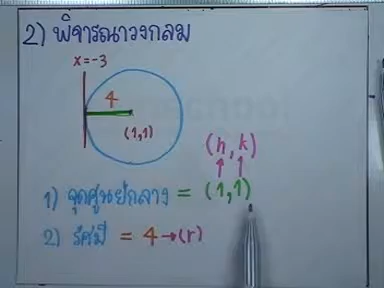 2) พิจารณาวงกลม
x = -3
4
(1,1)
(h,k)
1) จุดศูนย์กลาง = (1,1)
2) รัศมี = 4→(r)